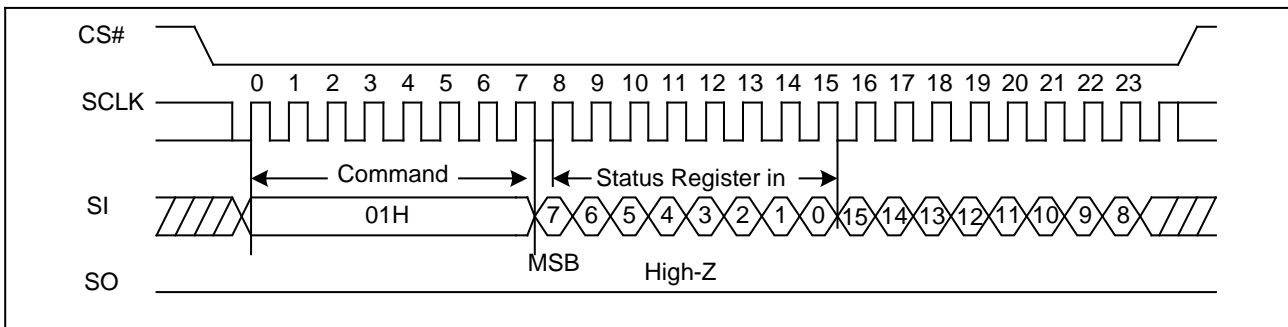 CS#
0 1 2 3 4 5 6 7 8 9 10 11 12 13 14 15 16 17 18 19 20 21 22 23
SCLK
Command Status Register in
SI 01H 7 6 5 4 3 2 1 0 15 14 13 12 11 10 9 8
MSB High-Z
SO